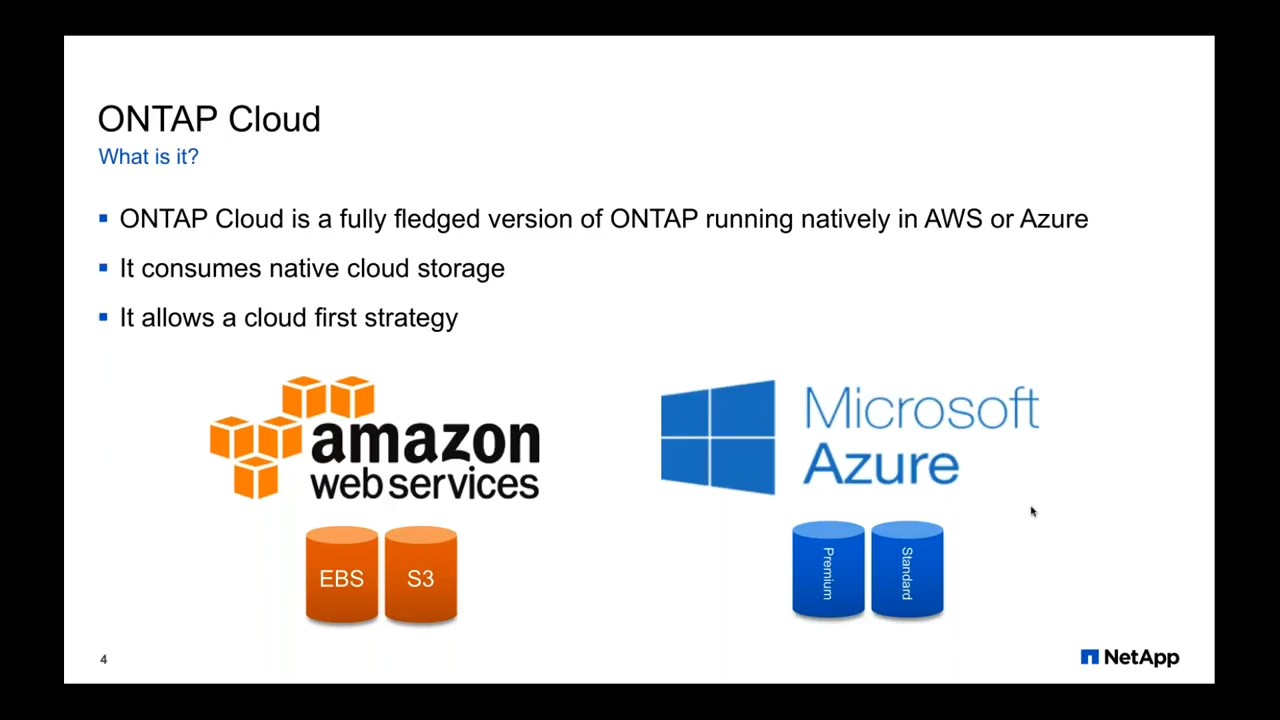 ONTAP Cloud
What is it?
▪ ONTAP Cloud is a fully fledged version of ONTAP running natively in AWS or Azure
▪ It consumes native cloud storage
▪ It allows a cloud first strategy
amazon
web services
Microsoft
Azure
EBS
S3
Premium
Standard
4
NetApp